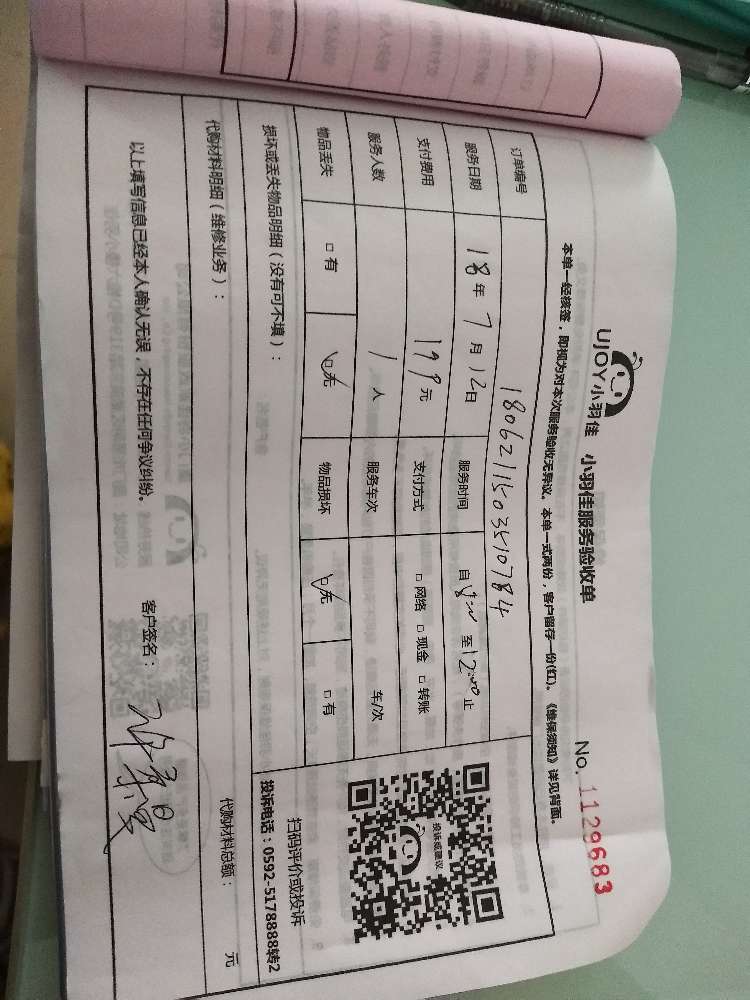 UJOY小羽佳 小羽佳服务验收单
No. 1129683
本单一经核签，即视为对本次服务验收无异议。本单一式两份，客户留存一份(红)。《维保须知》详见背面。
订单编号 1806211503510784
服务日期 18年7月12日 服务时间 自8:00至12:00止
支付费用 199元 支付方式 □网络 □现金 □转账
服务人数 1人 服务车次 车/次
物品丢失 □有 ☑无 物品损坏 ☑无 □有
投诉或建议
扫码评价或投诉
投诉电话：0592-5178888转2
损坏或丢失物品明细（没有可不填）：
代购材料明细（维修业务）： 代购材料总额： 元
以上填写信息已经本人确认无误，不存在任何争议纠纷。 客户签名：